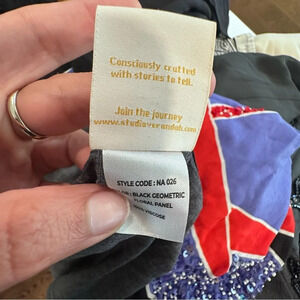 Consciously crafted
with stories to tell.
Join the journey
www.studioverandah.com
STYLE CODE : NA 026
: BLACK GEOMETRIC
FLORAL PANEL
VISCOSE